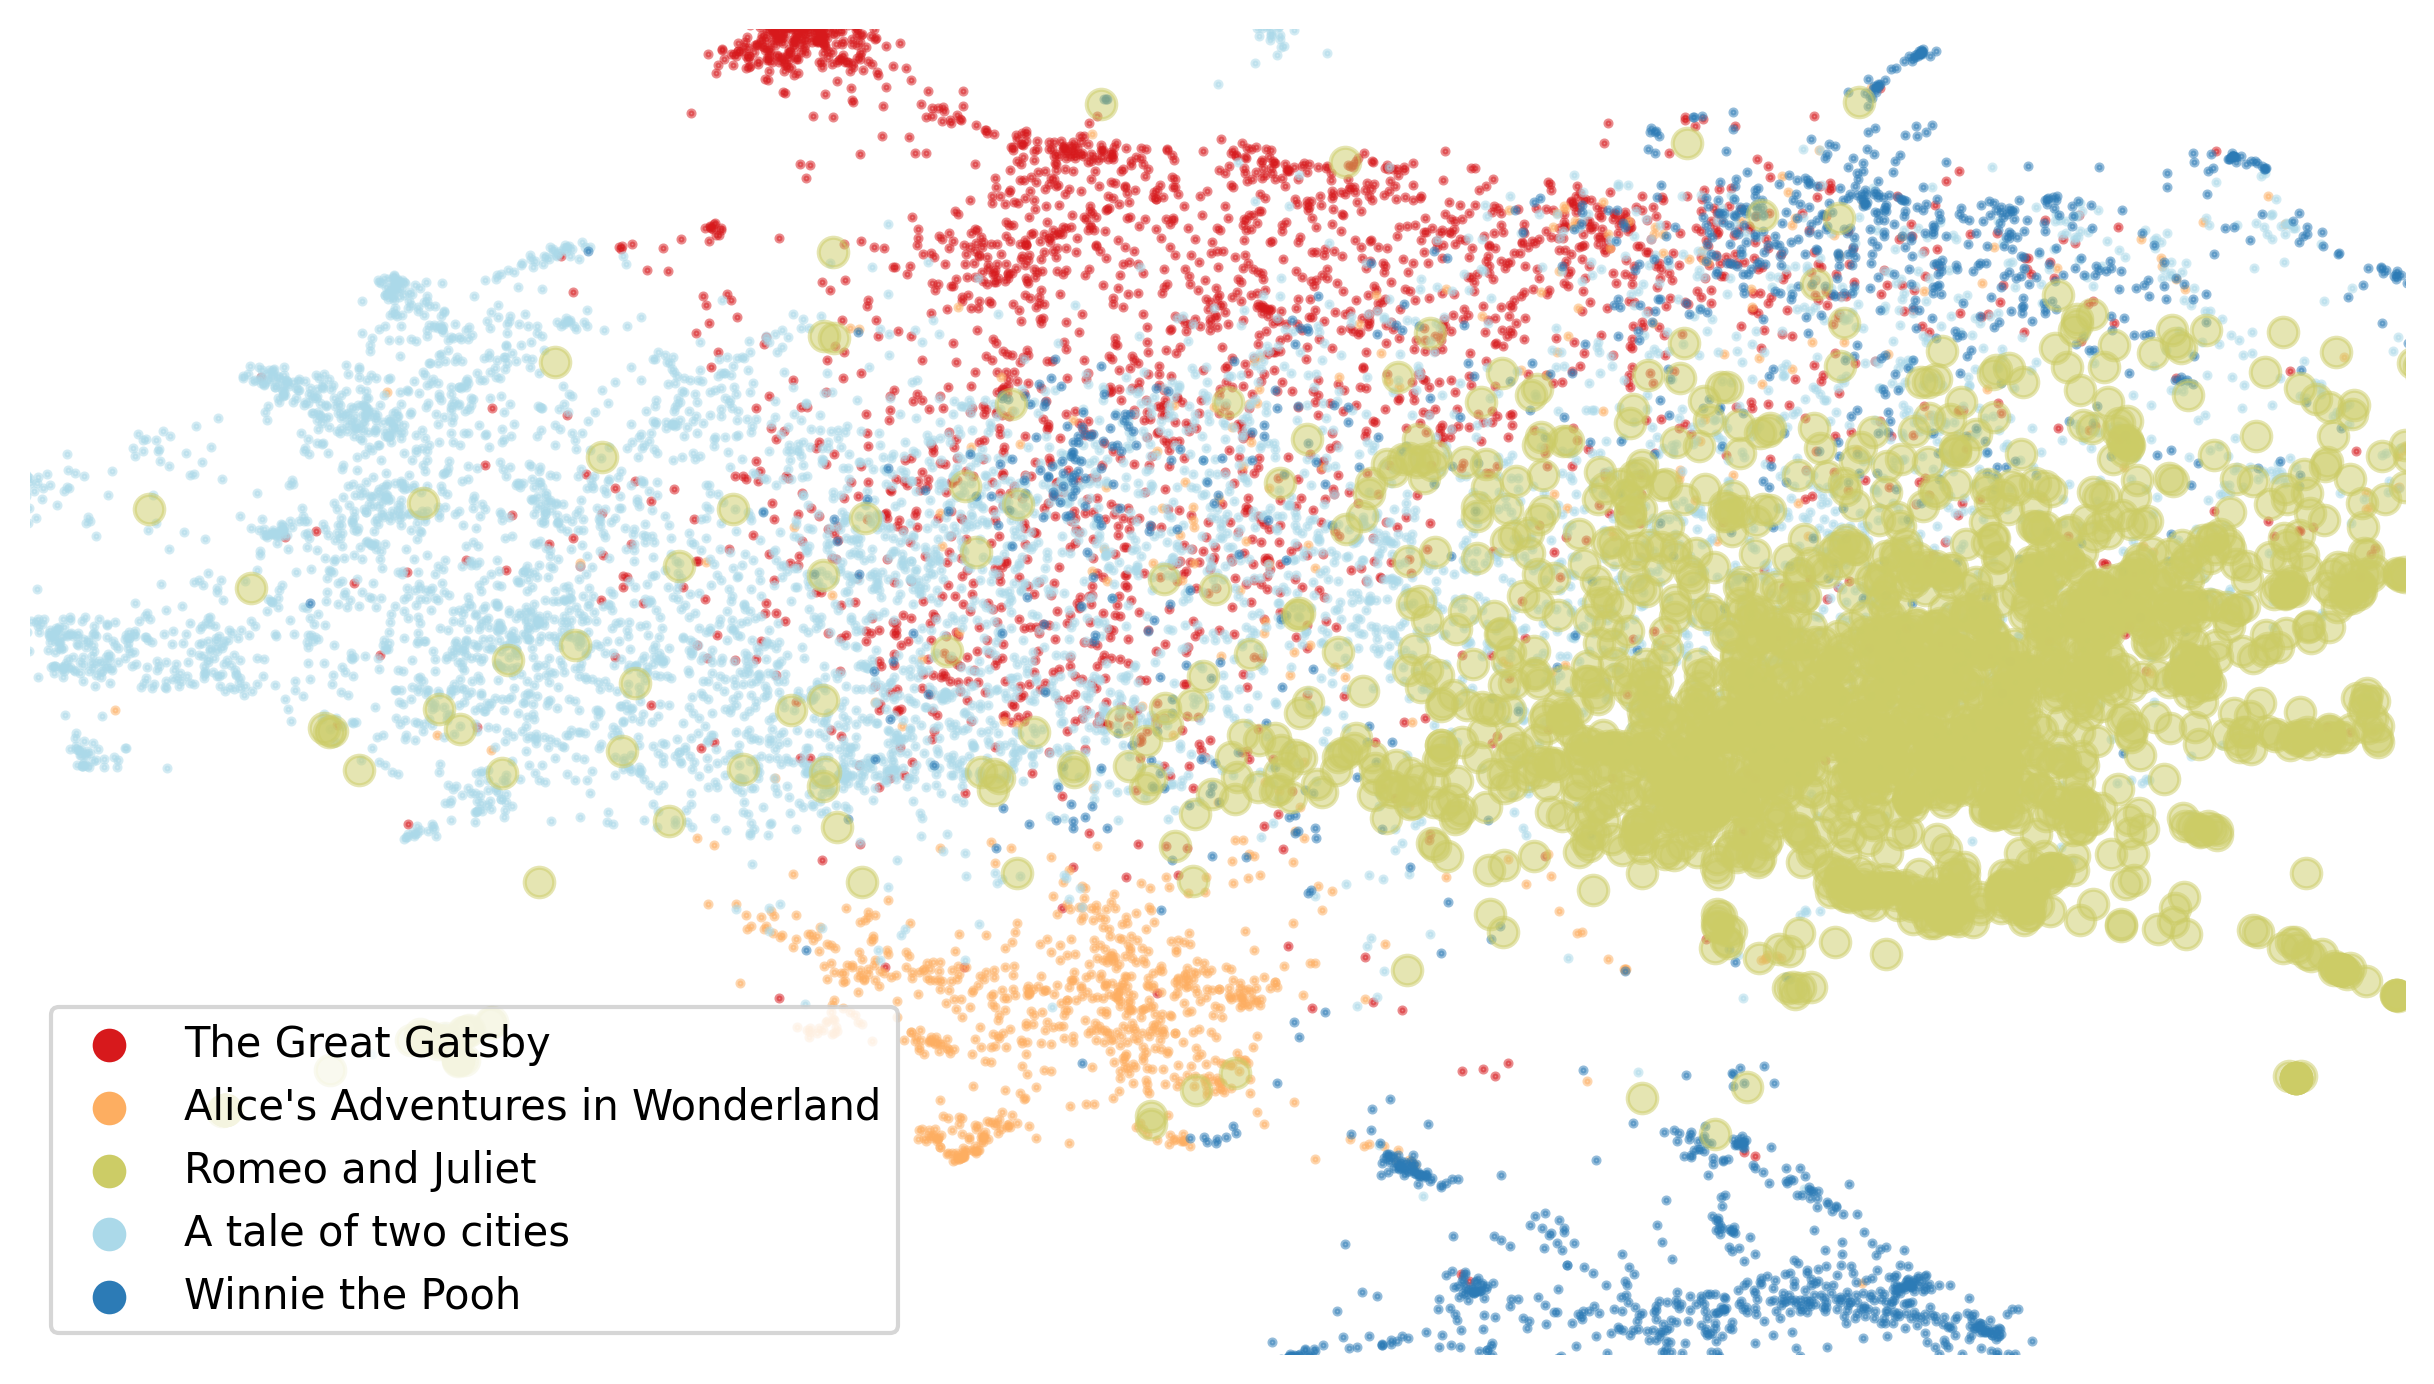 The Great Gatsby
Alice's Adventures in Wonderland
Romeo and Juliet
A tale of two cities
Winnie the Pooh